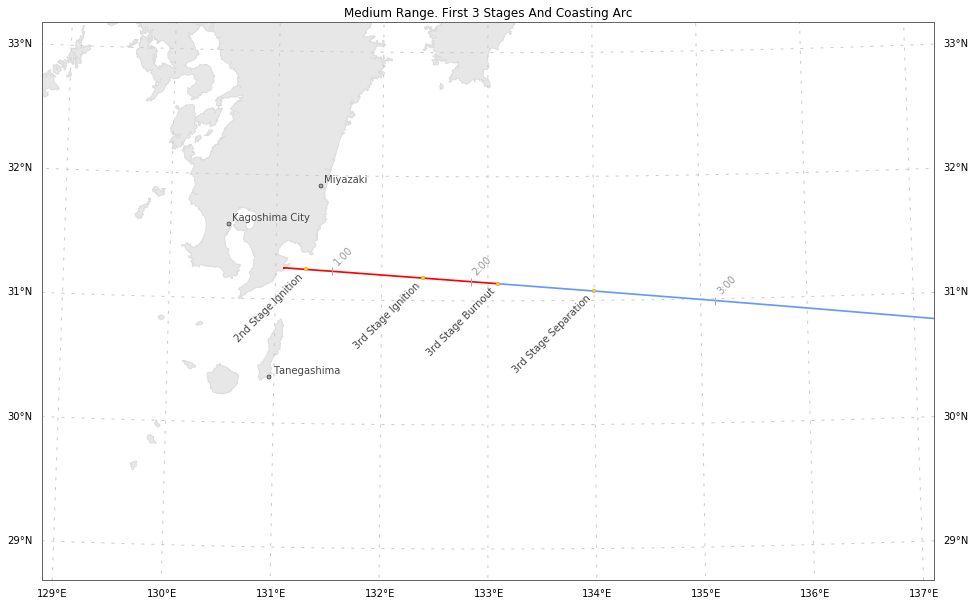 Medium Range. First 3 Stages And Coasting Arc
33°N
33°N
32°N
32°N
Miyazaki
Kagoshima City
1:00
2:00
3:00
31°N
31°N
2nd Stage Ignition
3rd Stage Ignition
3rd Stage Burnout
3rd Stage Separation
Tanegashima
30°N
30°N
29°N
29°N
129°E 130°E 131°E 132°E 133°E 134°E 135°E 136°E 137°E